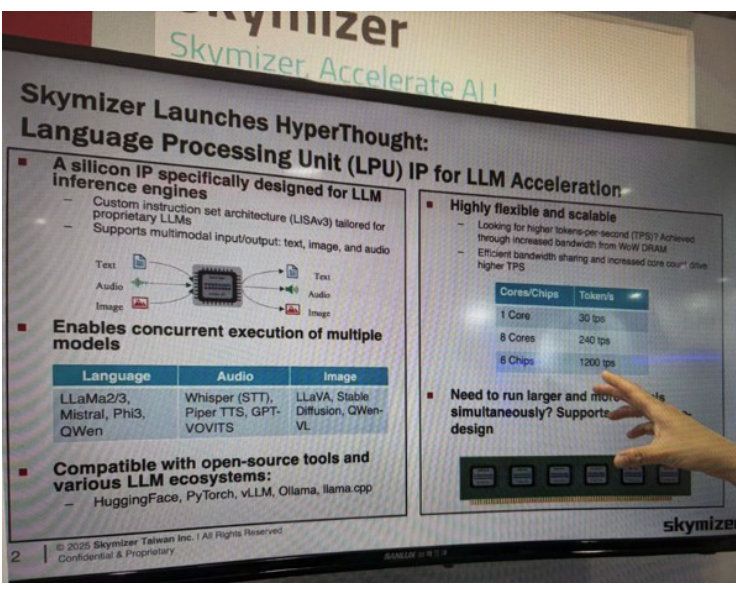 skymizer
Skymizer, Accelerate AI !
Skymizer Launches HyperThought:
Language Processing Unit (LPU) IP for LLM Acceleration
A silicon IP specifically designed for LLM
inference engines
– Custom instruction set architecture (LISAv3) tailored for
proprietary LLMs
– Supports multimodal input/output: text, image, and audio
Text
Audio
Image
Text
Audio
Image
Enables concurrent execution of multiple
models
Language Audio Image
LLaMa2/3, Whisper (STT), LLaVA, Stable
Mistral, Phi3, Piper TTS, GPT- Diffusion, QWen-
QWen VOVITS VL
Compatible with open-source tools and
various LLM ecosystems:
– HuggingFace, PyTorch, vLLM, Ollama, llama.cpp
Highly flexible and scalable
– Looking for higher tokens-per-second (TPS)? Achieved
through increased bandwidth from WoW DRAM
– Efficient bandwidth sharing and increased core count drive
higher TPS
Cores/Chips Token/s
1 Core 30 tps
8 Cores 240 tps
6 Chips 1200 tps
Need to run larger and more
simultaneously? Supports
design
2 | © 2025 Skymizer Taiwan Inc. | All Rights Reserved
Confidential & Proprietary
skymizer
SANLUX